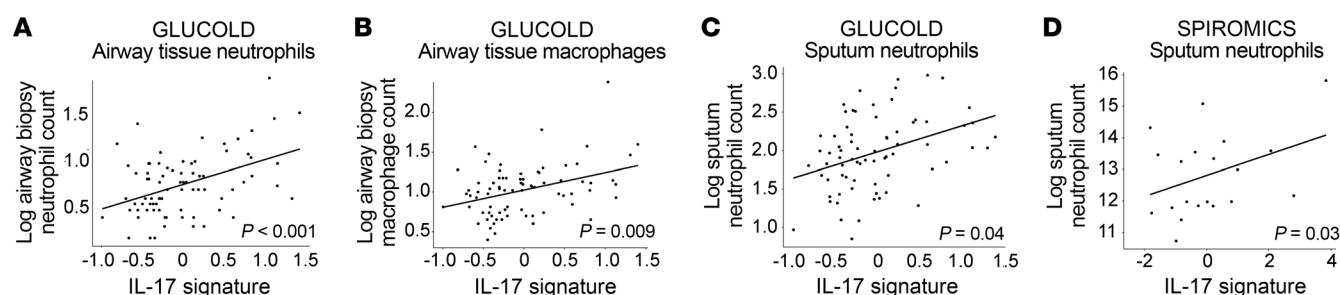 A
GLUCOLD
Airway tissue neutrophils
Log airway biopsy
neutrophil count
1.5
1.0
0.5
-1.0 -0.5 0 0.5 1.0 1.5
IL-17 signature
P < 0.001
B
GLUCOLD
Airway tissue macrophages
Log airway biopsy
macrophage count
2.0
1.5
1.0
0.5
-1.0 -0.5 0 0.5 1.0 1.5
IL-17 signature
P = 0.009
C
GLUCOLD
Sputum neutrophils
Log sputum
neutrophil count
3.0
2.5
2.0
1.5
1.0
-1.0 -0.5 0 0.5 1.0 1.5
IL-17 signature
P = 0.04
D
SPIROMICS
Sputum neutrophils
Log sputum
neutrophil count
16
15
14
13
12
11
-2 0 2 4
IL-17 signature
P = 0.03